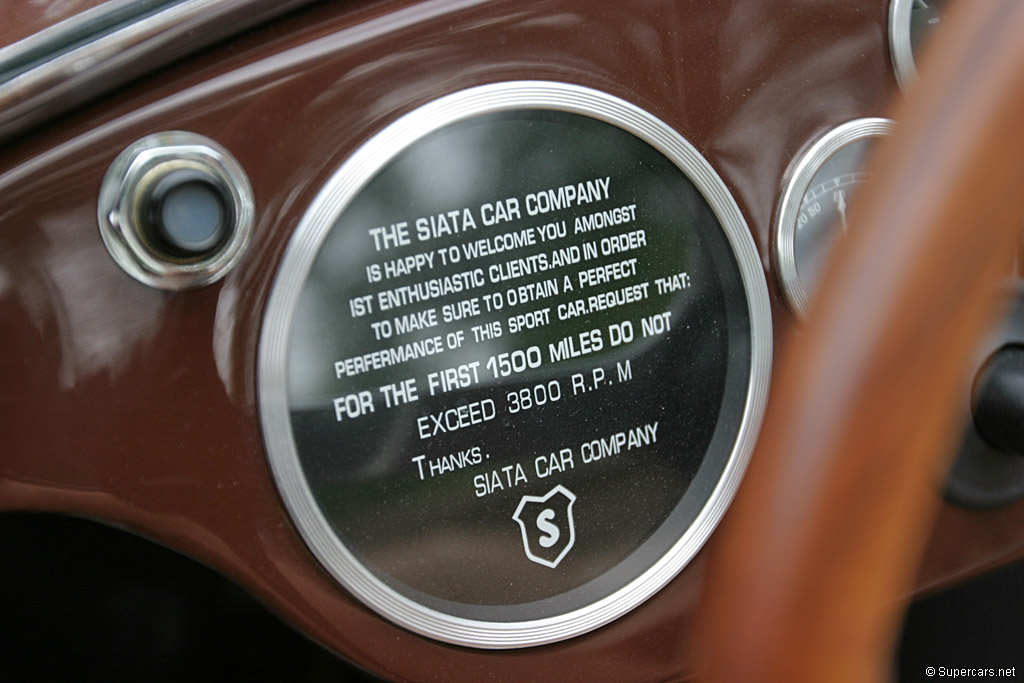 THE SIATA CAR COMPANY
IS HAPPY TO WELCOME YOU AMONGST
IST ENTHUSIASTIC CLIENTS.AND IN ORDER
TO MAKE SURE TO OBTAIN A PERFECT
PERFERMANCE OF THIS SPORT CAR.REQUEST THAT:
FOR THE FIRST 1500 MILES DO NOT
EXCEED 3800 R.P.M
THANKS.
SIATA CAR COMPANY
S
© Supercars.net